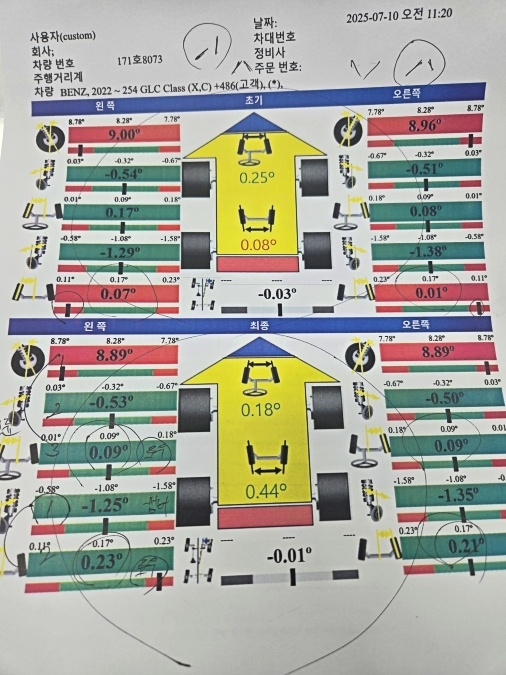 사용자(custom)
회사;
차량 번호 171호8073
주행거리계
차량 BENZ, 2022 ~ 254 GLC Class (X,C) +486(고객), (*),
날짜: 2025-07-10 오전 11:20
차대번호
정비사
주문 번호:
왼쪽 초기 오른쪽
8.78° 8.28° 7.78° 7.78° 8.28° 8.78°
9.00° 8.96°
0.03° -0.32° -0.67° -0.67° -0.32° 0.03°
-0.54° 0.25° -0.51°
0.01° 0.09° 0.18° 0.18° 0.09° 0.01°
0.17° 0.08°
-0.58° -1.08° -1.58° -1.58° -1.08° -0.58°
-1.29° 0.08° -1.38°
0.11° 0.17° 0.23° ---- ---- 0.23° 0.17° 0.11°
0.07° -0.03° 0.01°
왼쪽 최종 오른쪽
8.78° 8.28° 7.78° 7.78° 8.28° 8.78°
8.89° 8.89°
0.03° -0.32° -0.67° -0.67° -0.32° 0.03°
-0.53° 0.18° -0.50°
0.01° 0.09° 0.18° 0.18° 0.09° 0.01°
3 0.09° 0.09°
-0.58° -1.08° -1.58° -1.58° -1.08° -0.58°
-1.25° 0.44° -1.35°
0.11° 0.17° 0.23° ---- ---- 0.23° 0.17°
0.23° -0.01° 0.21°